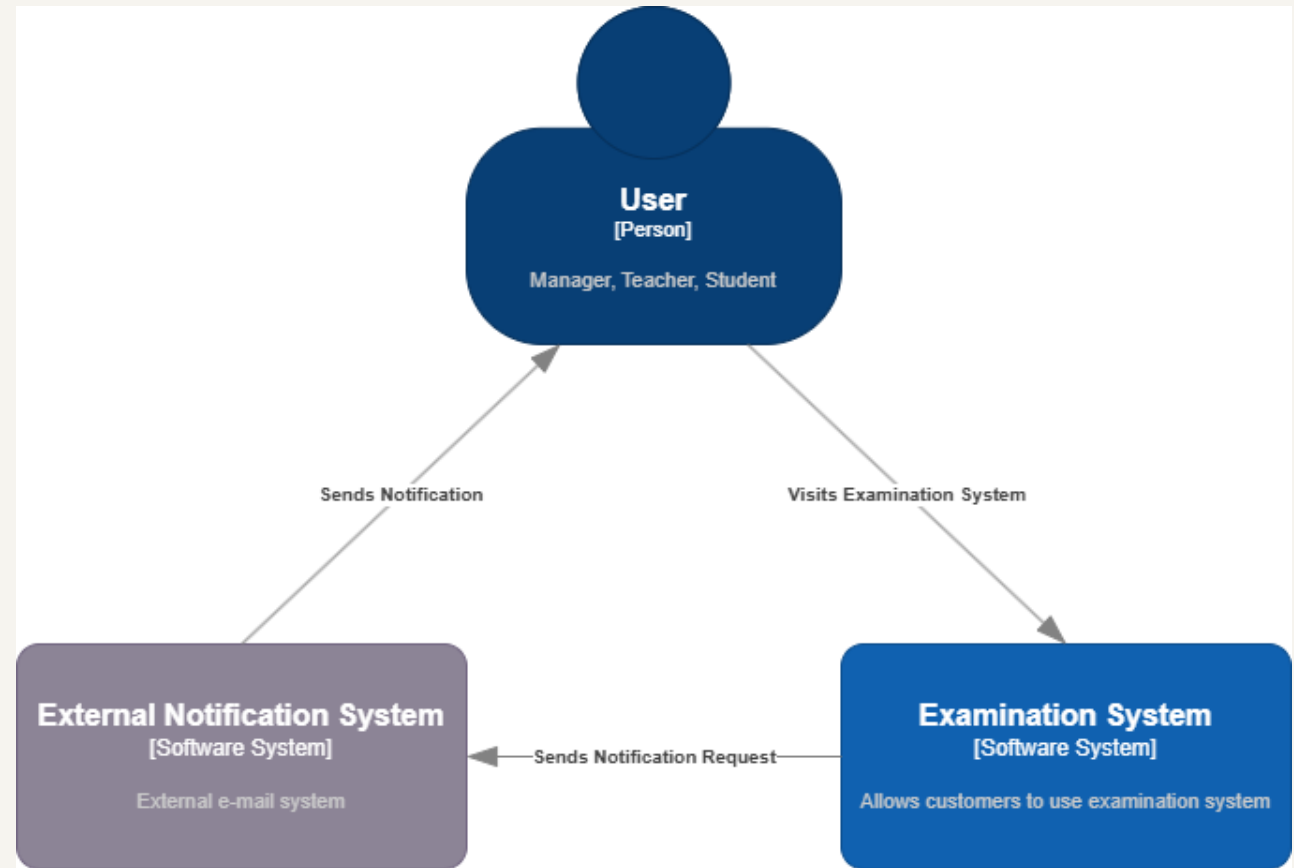 User
[Person]
Manager, Teacher, Student
Sends Notification
Visits Examination System
External Notification System
[Software System]
External e-mail system
Sends Notification Request
Examination System
[Software System]
Allows customers to use examination system